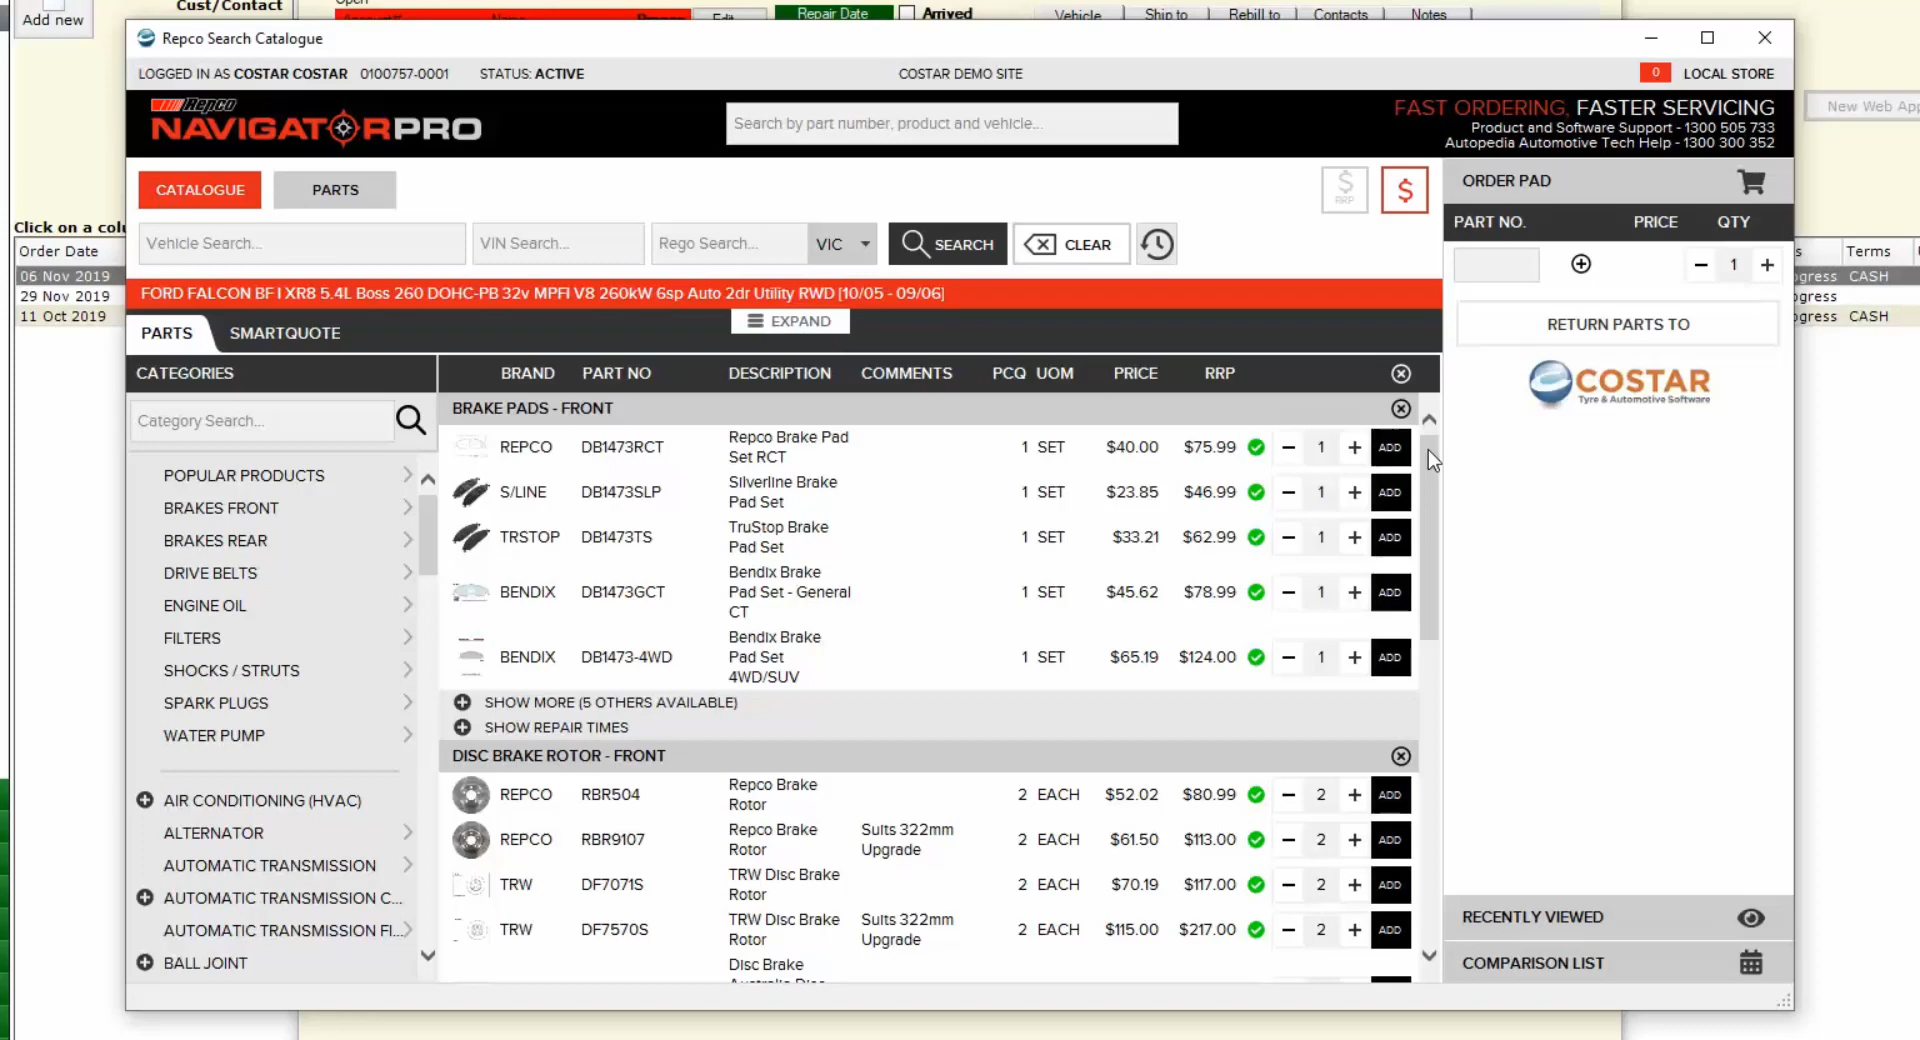 Cust/Contact
Add new
Repair Date
Arrived
Vehicle
Ship to
Rebill to
Contacts
Notes
Repco Search Catalogue
LOGGED IN AS COSTAR COSTAR 0100757-0001 STATUS: ACTIVE
COSTAR DEMO SITE
0 LOCAL STORE
Repco
NAVIGATORPRO
Search by part number, product and vehicle...
FAST ORDERING, FASTER SERVICING
Product and Software Support - 1300 505 733
Autopedia Automotive Tech Help - 1300 300 352
New Web App
CATALOGUE
PARTS
$ RRP
$
ORDER PAD
PART NO. PRICE QTY
Vehicle Search...
VIN Search...
Rego Search...
VIC
SEARCH
CLEAR
− 1 +
Click on a colu
Order Date
06 Nov 2019
29 Nov 2019
11 Oct 2019
s Terms
ogress CASH
ogress
ogress CASH
FORD FALCON BF I XR8 5.4L Boss 260 DOHC-PB 32v MPFI V8 260kW 6sp Auto 2dr Utility RWD [10/05 - 09/06]
EXPAND
PARTS
SMARTQUOTE
RETURN PARTS TO
COSTAR
Tyre & Automotive Software
CATEGORIES
Category Search...
POPULAR PRODUCTS
BRAKES FRONT
BRAKES REAR
DRIVE BELTS
ENGINE OIL
FILTERS
SHOCKS / STRUTS
SPARK PLUGS
WATER PUMP
AIR CONDITIONING (HVAC)
ALTERNATOR
AUTOMATIC TRANSMISSION
AUTOMATIC TRANSMISSION C...
AUTOMATIC TRANSMISSION FI...
BALL JOINT
BRAND PART NO DESCRIPTION COMMENTS PCQ UOM PRICE RRP
BRAKE PADS - FRONT
REPCO DB1473RCT Repco Brake Pad Set RCT 1 SET $40.00 $75.99 − 1 + ADD
S/LINE DB1473SLP Silverline Brake Pad Set 1 SET $23.85 $46.99 − 1 + ADD
TRSTOP DB1473TS TruStop Brake Pad Set 1 SET $33.21 $62.99 − 1 + ADD
BENDIX DB1473GCT Bendix Brake Pad Set - General CT 1 SET $45.62 $78.99 − 1 + ADD
BENDIX DB1473-4WD Bendix Brake Pad Set 4WD/SUV 1 SET $65.19 $124.00 − 1 + ADD
SHOW MORE (5 OTHERS AVAILABLE)
SHOW REPAIR TIMES
DISC BRAKE ROTOR - FRONT
REPCO RBR504 Repco Brake Rotor 2 EACH $52.02 $80.99 − 2 + ADD
REPCO RBR9107 Repco Brake Rotor Suits 322mm Upgrade 2 EACH $61.50 $113.00 − 2 + ADD
TRW DF7071S TRW Disc Brake Rotor 2 EACH $70.19 $117.00 − 2 + ADD
TRW DF7570S TRW Disc Brake Rotor Suits 322mm Upgrade 2 EACH $115.00 $217.00 − 2 + ADD
Disc Brake
RECENTLY VIEWED
COMPARISON LIST